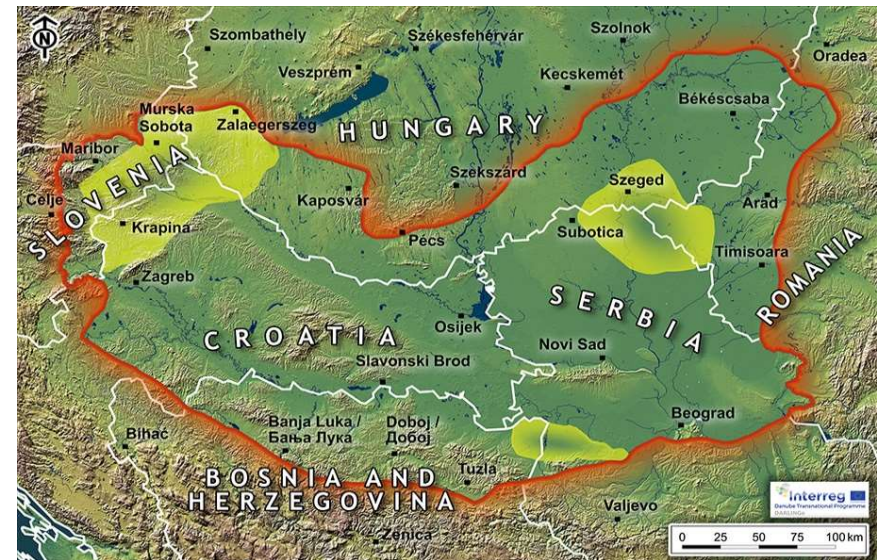 N
Szombathely
Székesfehérvár
Szolnok
Oradea
Veszprém
Kecskemét
Murska
Sobota
Zalaegerszeg
HUNGARY
Békéscsaba
Maribor
SLOVENIA
Celje
Kaposvár
Szekszárd
Szeged
Arad
Krapina
Pécs
Subotica
Timisoara
Zagreb
ROMANIA
SERBIA
CROATIA
Osijek
Novi Sad
Slavonski Brod
Beograd
Bihać
Banja Luka /
Бања Лука
Doboj /
Добој
Tuzla
BOSNIA AND
HERZEGOVINA
Valjevo
Zenica
Interreg
Danube Transnational Programme
DARLINGe
0 25 50 75 100 km